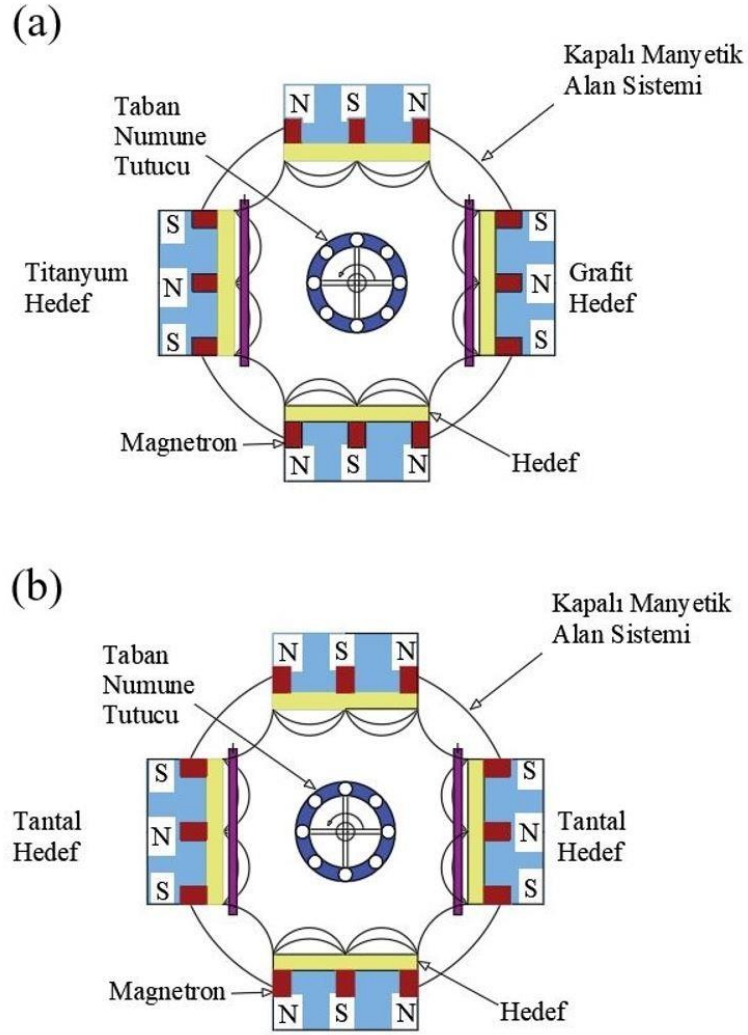 (a)
Kapalı Manyetik
Alan Sistemi
Taban
Numune
Tutucu
N S N
S
N
S
Titanyum
Hedef
S
N
S
Grafit
Hedef
Magnetron
N S N
Hedef
(b)
Kapalı Manyetik
Alan Sistemi
Taban
Numune
Tutucu
N S N
S
N
S
Tantal
Hedef
S
N
S
Tantal
Hedef
Magnetron
N S N
Hedef